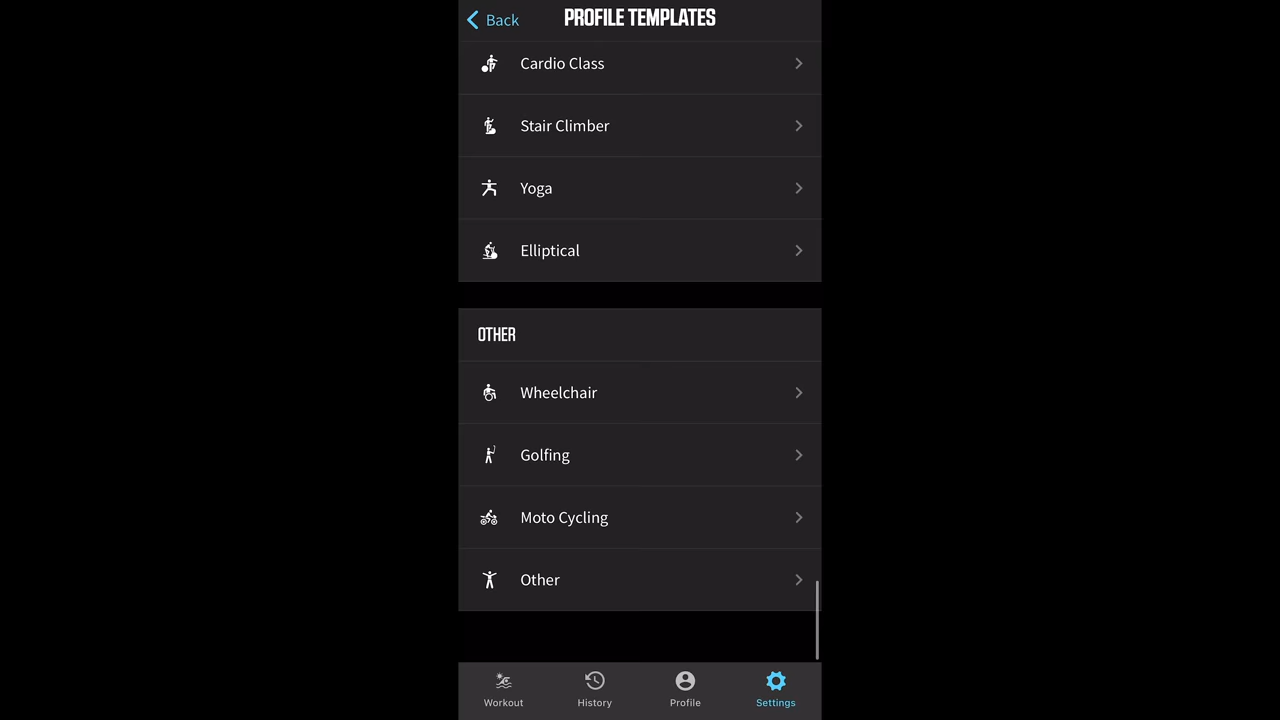 Back
PROFILE TEMPLATES
Cardio Class
Stair Climber
Yoga
Elliptical
OTHER
Wheelchair
Golfing
Moto Cycling
Other
Workout
History
Profile
Settings